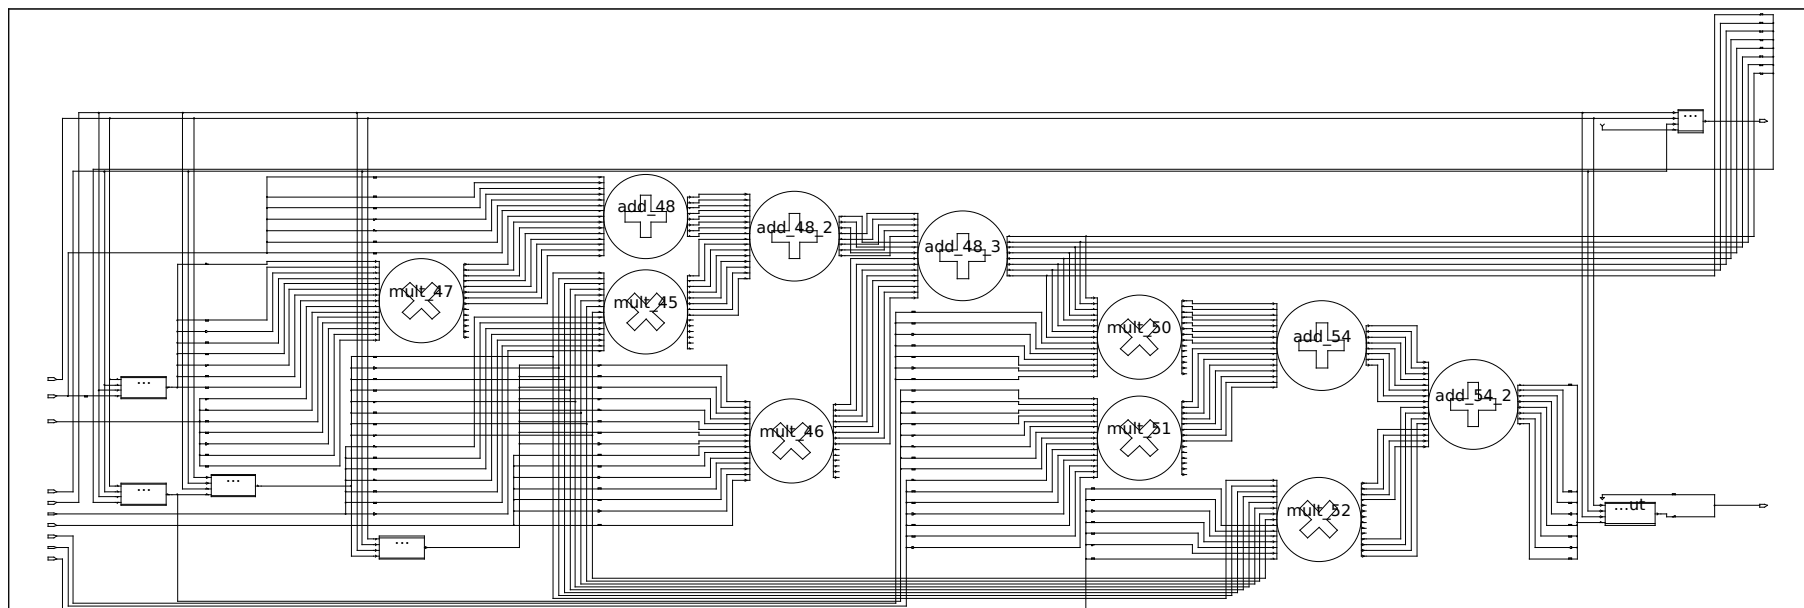 ...
add_48
add_48_2
add_48_3
mult_47
mult_45
mult_50
add_54
...
add_54_2
mult_46
mult_51
...
...
mult_52
...ut
...